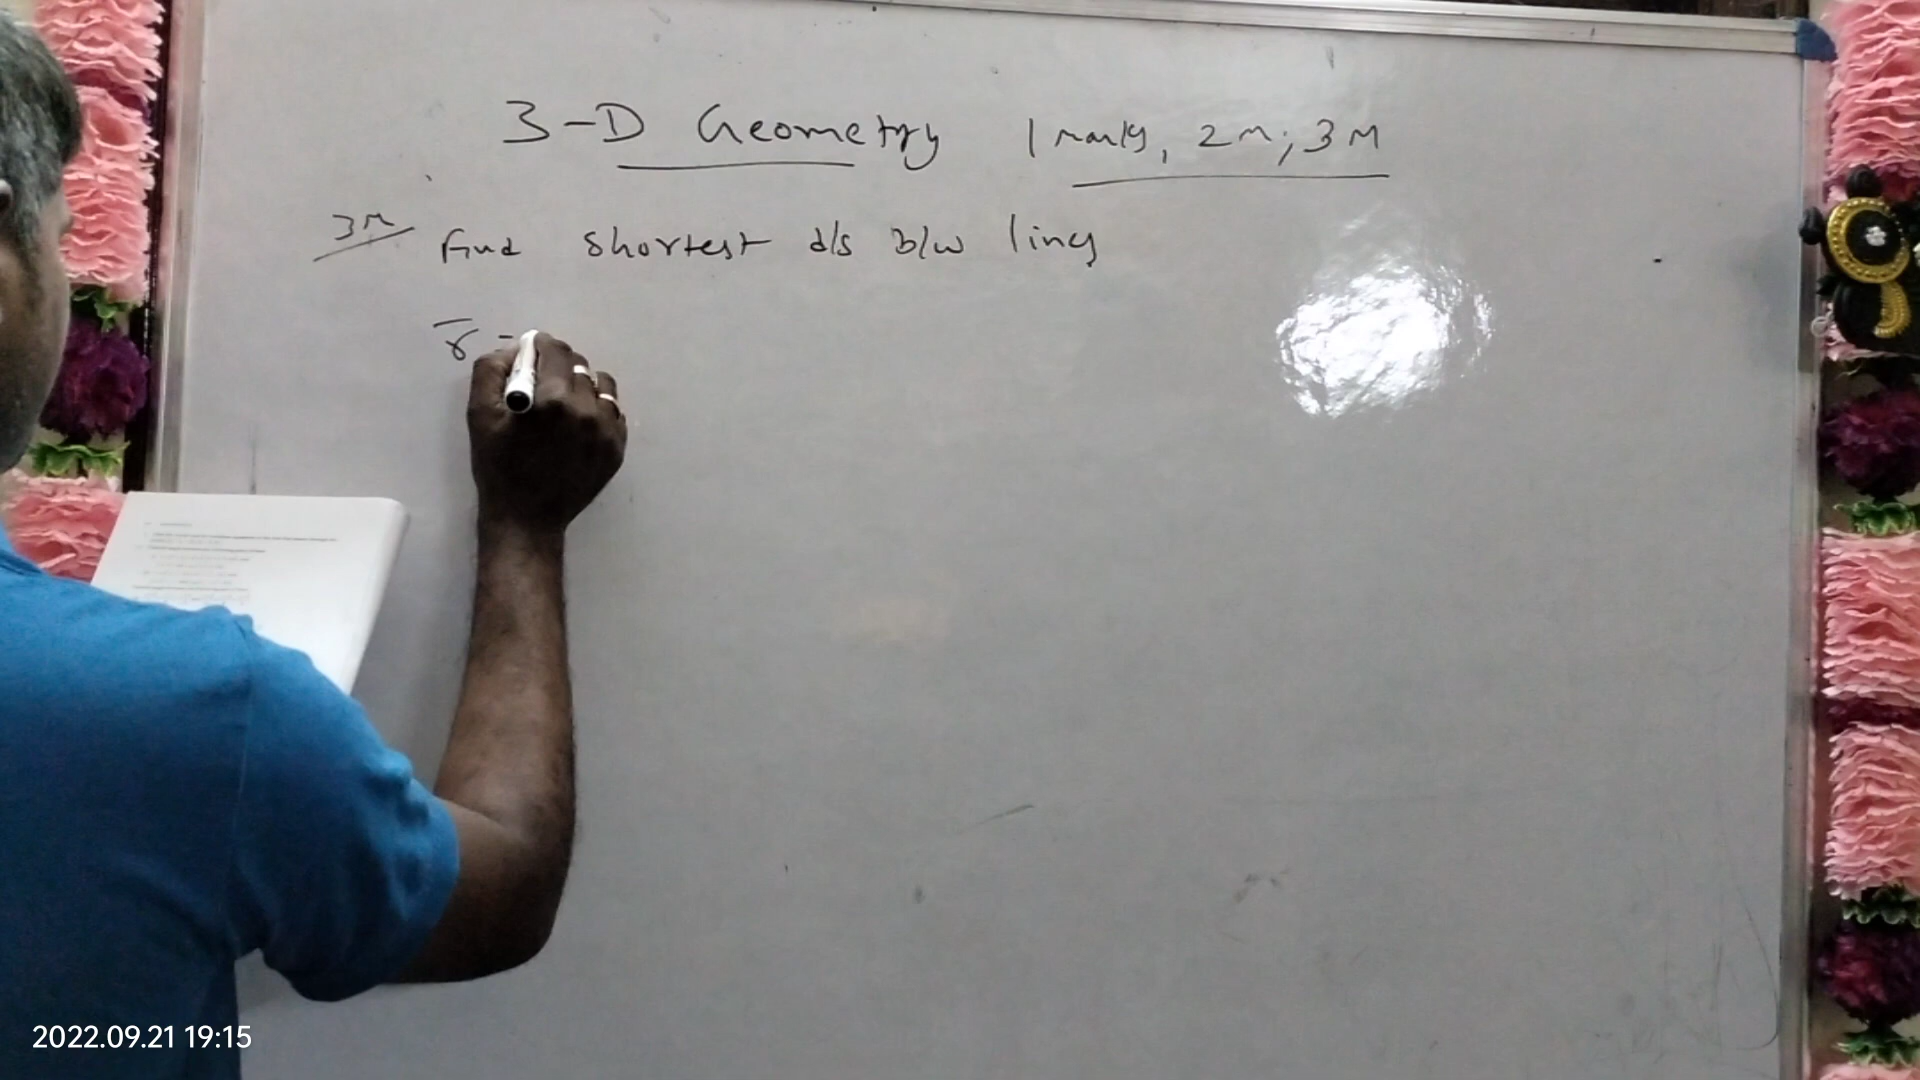 3-D Geometry 1 marks, 2M, 3M
3M Find shortest d/s b/w lines
r̅ =
2022.09.21 19:15